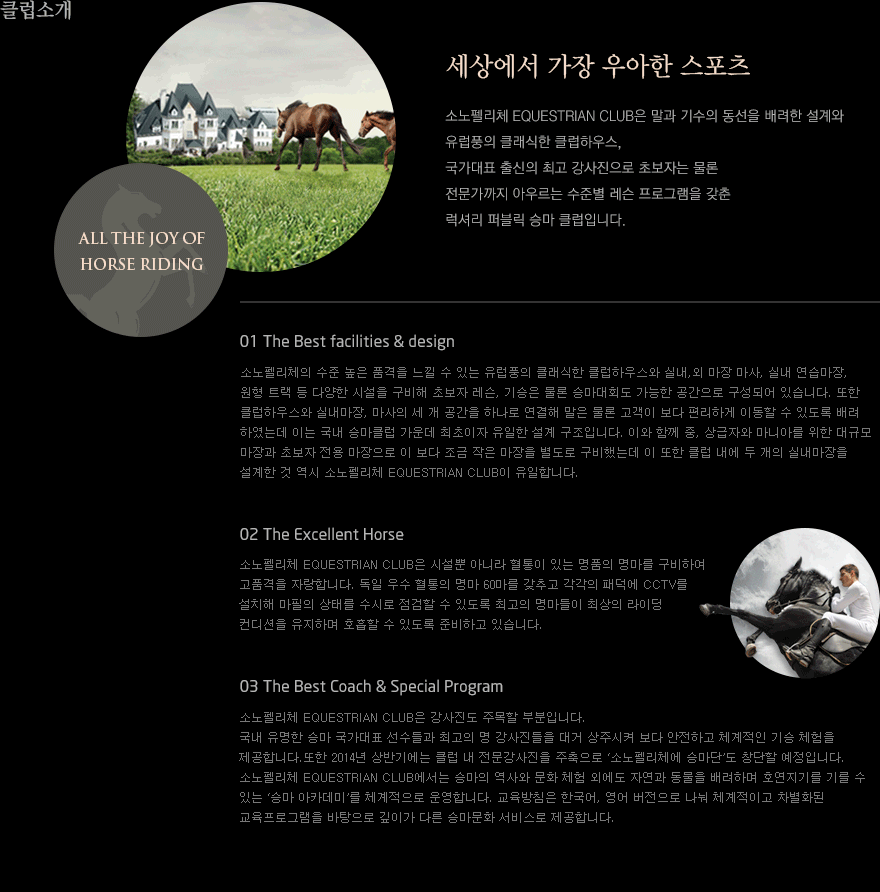 클럽소개
세상에서 가장 우아한 스포츠
소노펠리체 EQUESTRIAN CLUB은 말과 기수의 동선을 배려한 설계와
유럽풍의 클래식한 클럽하우스,
국가대표 출신의 최고 강사진으로 초보자는 물론
전문가까지 아우르는 수준별 레슨 프로그램을 갖춘
럭셔리 퍼블릭 승마 클럽입니다.
ALL THE JOY OF
HORSE RIDING
01 The Best facilities & design
소노펠리체의 수준 높은 품격을 느낄 수 있는 유럽풍의 클래식한 클럽하우스와 실내,외 마장 마사, 실내 연습마장,
원형 트랙 등 다양한 시설을 구비해 초보자 레슨, 기승은 물론 승마대회도 가능한 공간으로 구성되어 있습니다. 또한
클럽하우스와 실내마장, 마사의 세 개 공간을 하나로 연결해 말은 물론 고객이 보다 편리하게 이동할 수 있도록 배려
하였는데 이는 국내 승마클럽 가운데 최초이자 유일한 설계 구조입니다. 이와 함께 중, 상급자와 마니아를 위한 대규모
마장과 초보자 전용 마장으로 이 보다 조금 작은 마장을 별도로 구비했는데 이 또한 클럽 내에 두 개의 실내마장을
설계한 것 역시 소노펠리체 EQUESTRIAN CLUB이 유일합니다.
02 The Excellent Horse
소노펠리체 EQUESTRIAN CLUB은 시설뿐 아니라 혈통이 있는 명품의 명마를 구비하여
고품격을 자랑합니다. 독일 우수 혈통의 명마 60마를 갖추고 각각의 패덕에 CCTV를
설치해 마필의 상태를 수시로 점검할 수 있도록 최고의 명마들이 최상의 라이딩
컨디션을 유지하며 호흡할 수 있도록 준비하고 있습니다.
03 The Best Coach & Special Program
소노펠리체 EQUESTRIAN CLUB은 강사진도 주목할 부분입니다.
국내 유명한 승마 국가대표 선수들과 최고의 명 강사진들을 대거 상주시켜 보다 안전하고 체계적인 기승 체험을
제공합니다.또한 2014년 상반기에는 클럽 내 전문강사진을 주축으로 ‘소노펠리체에 승마단’도 창단할 예정입니다.
소노펠리체 EQUESTRIAN CLUB에서는 승마의 역사와 문화 체험 외에도 자연과 동물을 배려하며 호연지기를 기를 수
있는 ‘승마 아카데미’를 체계적으로 운영합니다. 교육방침은 한국어, 영어 버전으로 나눠 체계적이고 차별화된
교육프로그램을 바탕으로 깊이가 다른 승마문화 서비스로 제공합니다.